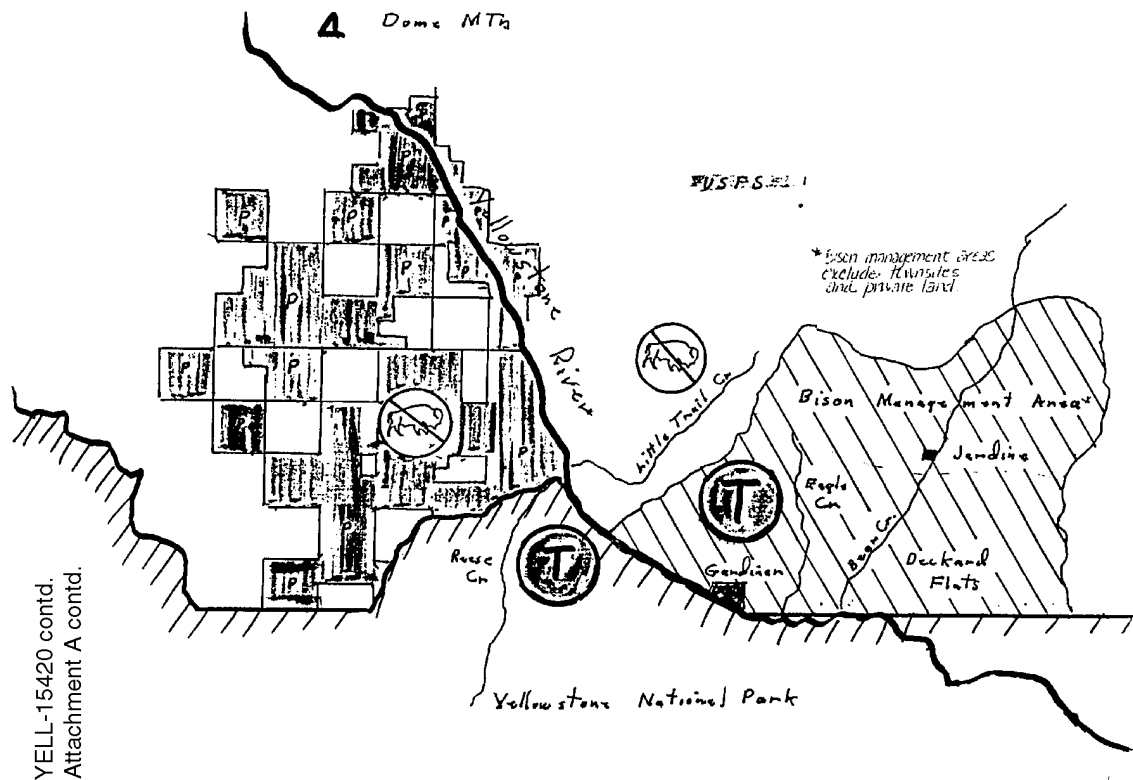 Dome Mtn
P
P
P
P
P
P
P
P
P
P
P
P
P
Yellowstone River
* Bison management areas
exclude townsites
and private land.
Little Trail Cr
Bison Management Area*
Jardine
Eagle
Cr
Bear Cr.
Deckard
Flats
T
T
Reese
Cr
Gardiner
Yellowstone National Park
YELL-15420 contd.
Attachment A contd.